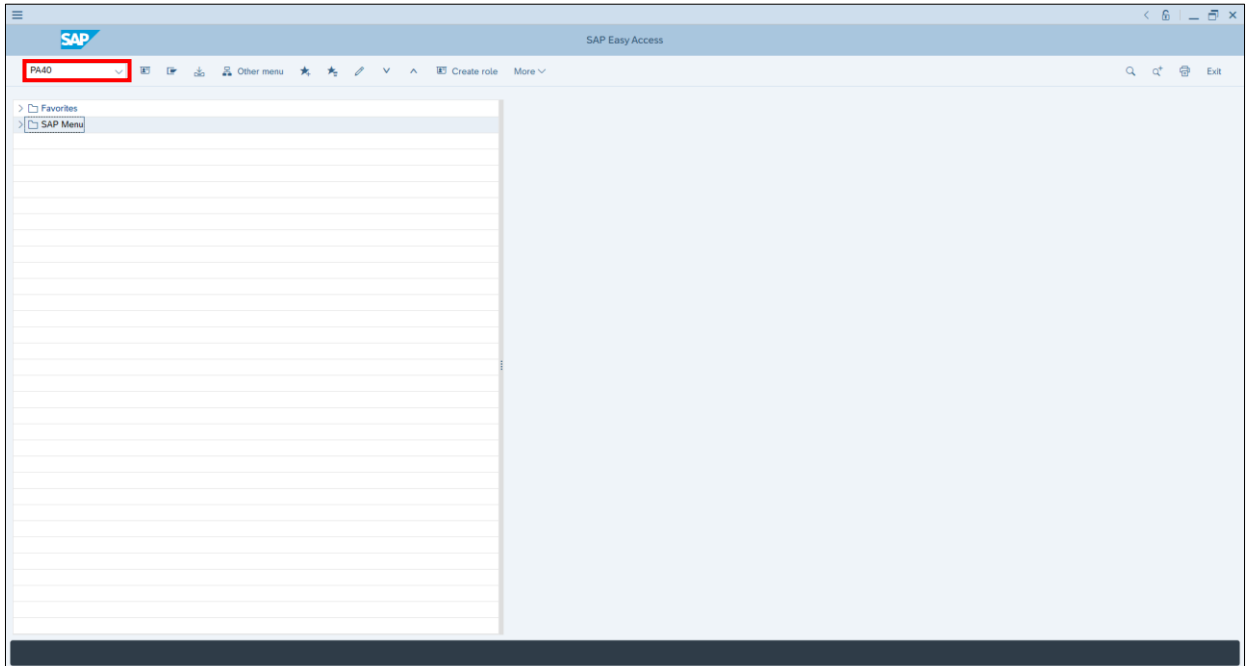 SAP
SAP Easy Access
PA40
Other menu
Create role
More
Exit
Favorites
SAP Menu